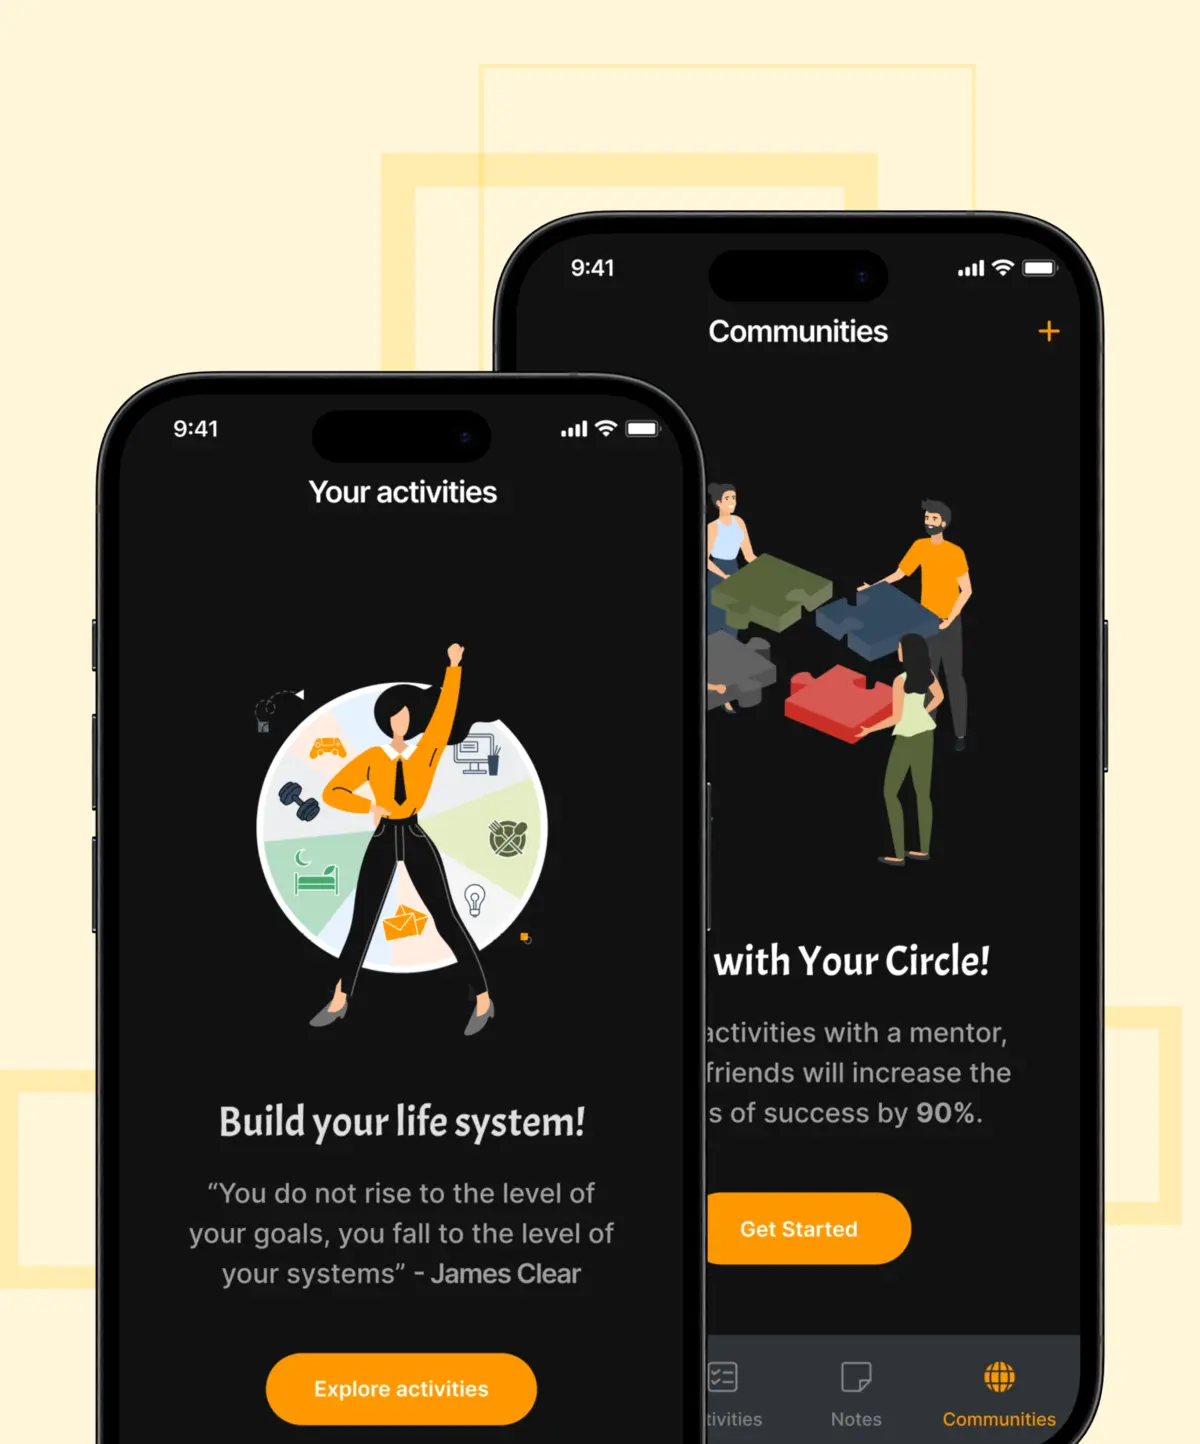 9:41
Communities
+
with Your Circle!
activities with a mentor,
friends will increase the
of success by 90%.
Get Started
Notes
Communities
9:41
Your activities
Build your life system!
“You do not rise to the level of
your goals, you fall to the level of
your systems” - James Clear
Explore activities